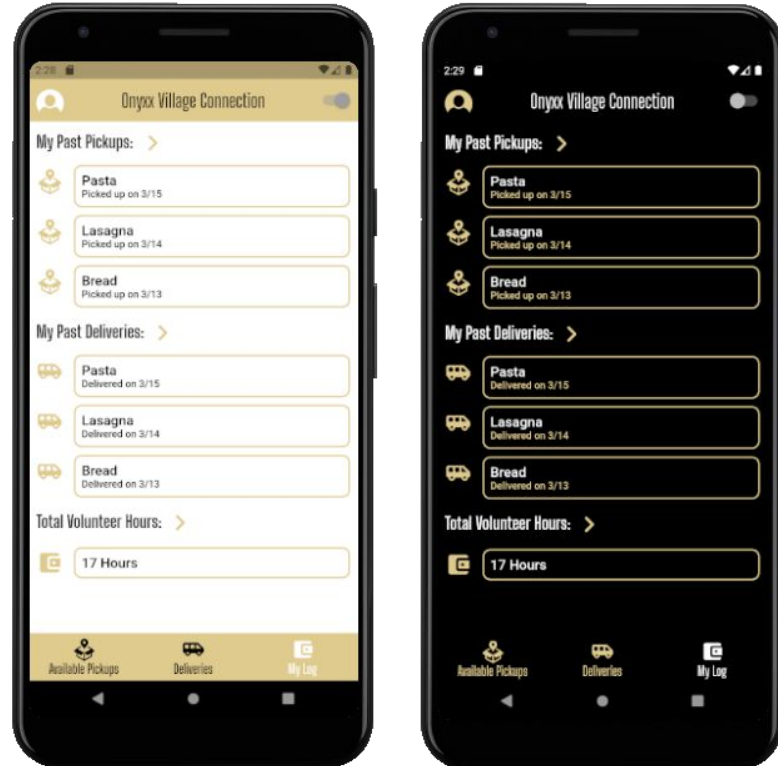 2:28
Onyxx Village Connection
My Past Pickups:
Pasta
Picked up on 3/15
Lasagna
Picked up on 3/14
Bread
Picked up on 3/13
My Past Deliveries:
Pasta
Delivered on 3/15
Lasagna
Delivered on 3/14
Bread
Delivered on 3/13
Total Volunteer Hours:
17 Hours
Available Pickups
Deliveries
My Log
2:29
Onyxx Village Connection
My Past Pickups:
Pasta
Picked up on 3/15
Lasagna
Picked up on 3/14
Bread
Picked up on 3/13
My Past Deliveries:
Pasta
Delivered on 3/15
Lasagna
Delivered on 3/14
Bread
Delivered on 3/13
Total Volunteer Hours:
17 Hours
Available Pickups
Deliveries
My Log